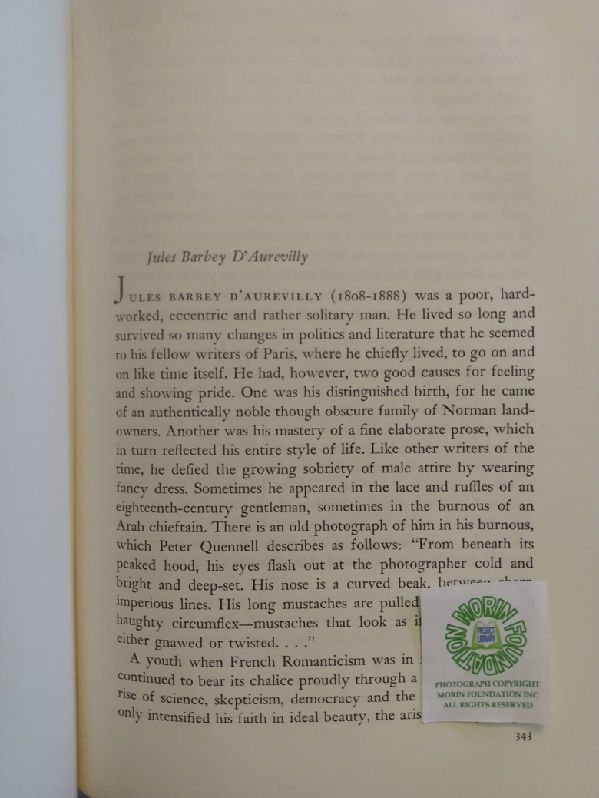 Jules Barbey D'Aurevilly
JULES BARBEY D'AUREVILLY (1808-1888) was a poor, hard-
worked, eccentric and rather solitary man. He lived so long and
survived so many changes in politics and literature that he seemed
to his fellow writers of Paris, where he chiefly lived, to go on and
on like time itself. He had, however, two good causes for feeling
and showing pride. One was his distinguished birth, for he came
of an authentically noble though obscure family of Norman land-
owners. Another was his mastery of a fine elaborate prose, which
in turn reflected his entire style of life. Like other writers of the
time, he defied the growing sobriety of male attire by wearing
fancy dress. Sometimes he appeared in the lace and ruffles of an
eighteenth-century gentleman, sometimes in the burnous of an
Arab chieftain. There is an old photograph of him in his burnous,
which Peter Quennell describes as follows: “From beneath its
peaked hood, his eyes flash out at the photographer cold and
bright and deep-set. His nose is a curved beak, between sharp
imperious lines. His long mustaches are pulled
haughty circumflex—mustaches that look as
either gnawed or twisted. . . .”
A youth when French Romanticism was in
continued to bear its chalice proudly through a
rise of science, skepticism, democracy and the
only intensified his faith in ideal beauty, the
MORIN FOUNDATION
PROJECT
LIBRARY
PHOTOGRAPH COPYRIGHT
MORIN FOUNDATION INC
ALL RIGHTS RESERVED
343